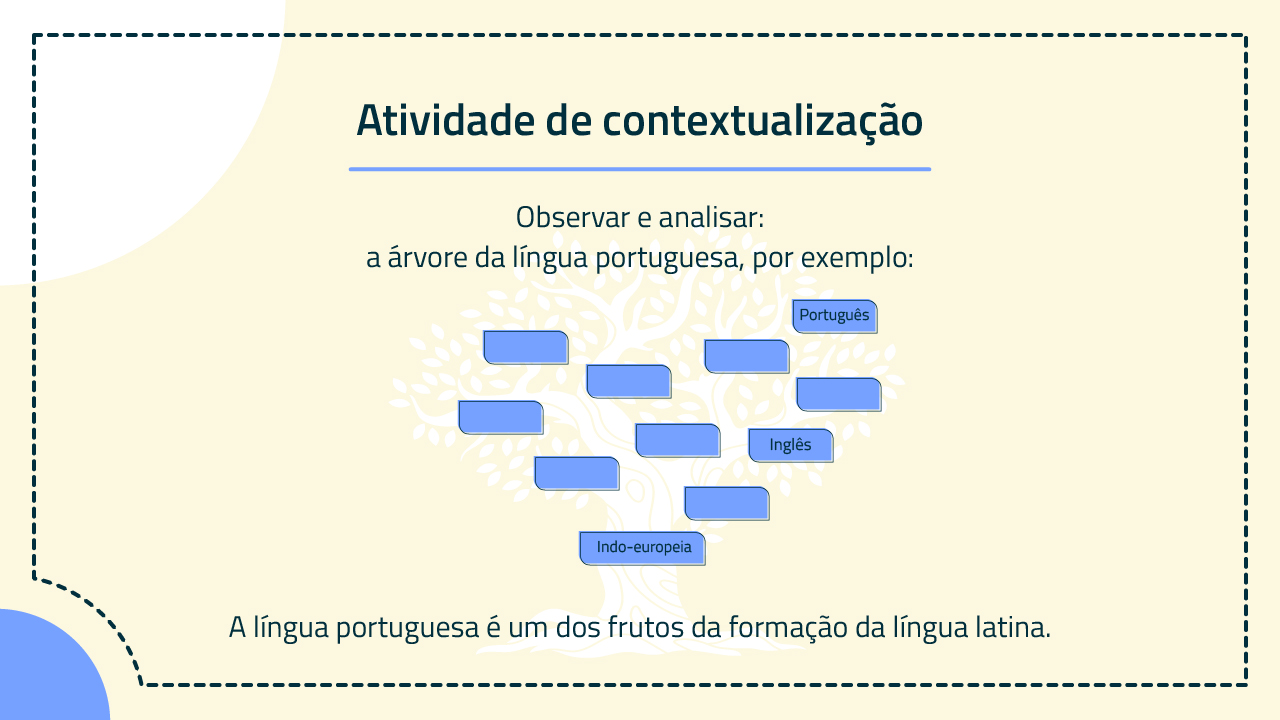 Atividade de contextualização
Observar e analisar:
a árvore da língua portuguesa, por exemplo:
Português
Inglês
Indo-europeia
A língua portuguesa é um dos frutos da formação da língua latina.